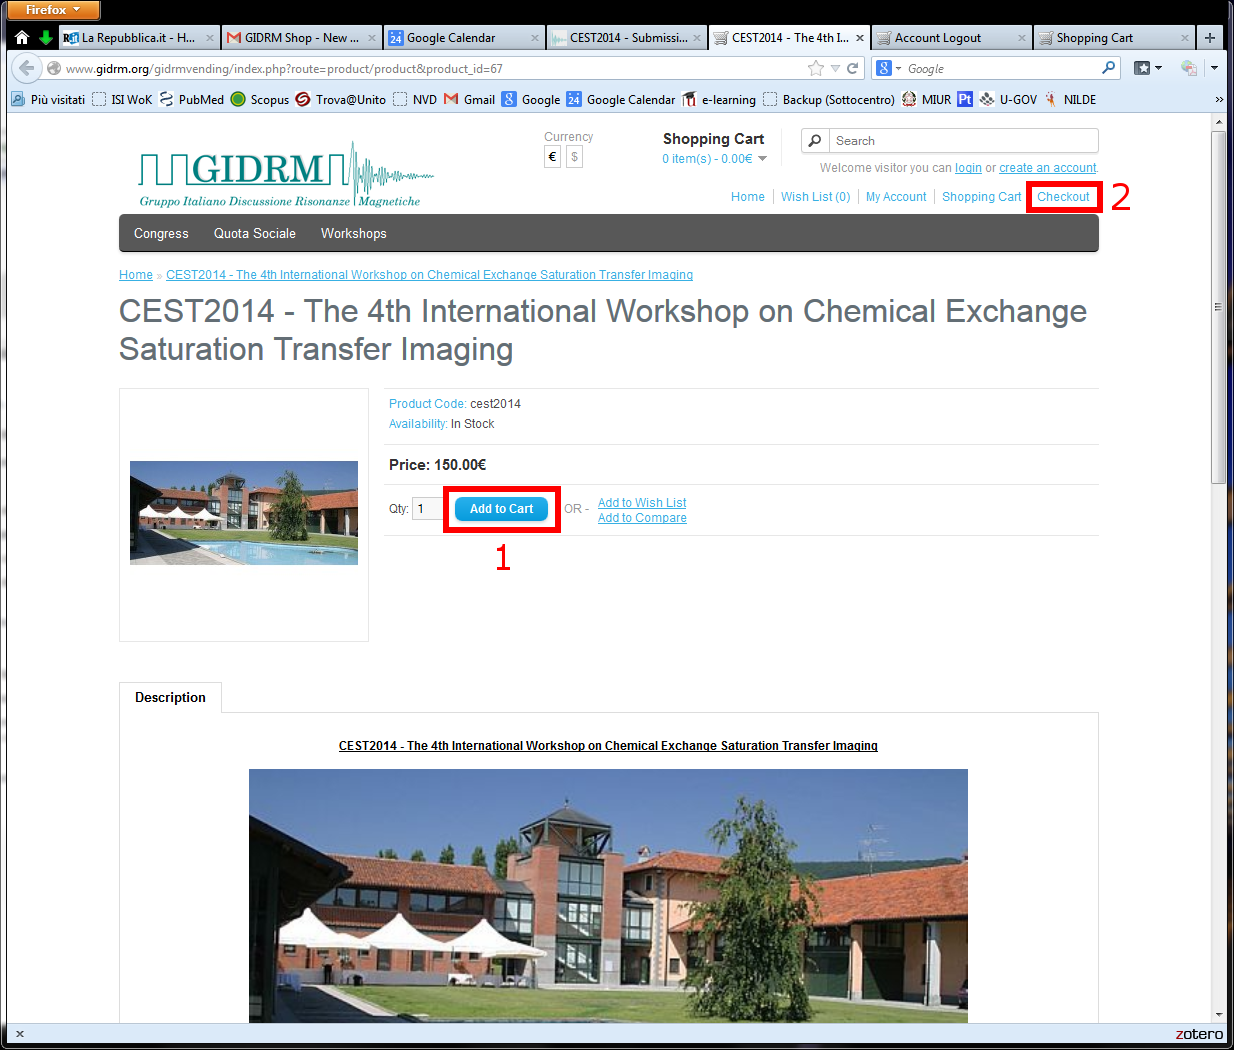 Firefox
La Repubblica.it - H...
GIDRM Shop - New ...
Google Calendar
CEST2014 - Submissi...
CEST2014 - The 4th I...
Account Logout
Shopping Cart
www.gidrm.org/gidrmvending/index.php?route=product/product&product_id=67
Google
Più visitati ISI WoK PubMed Scopus Trova@Unito NVD Gmail Google Google Calendar e-learning Backup (Sottocentro) MIUR U-GOV NILDE
GIDRM
Gruppo Italiano Discussione Risonanze Magnetiche
Currency
€ $
Shopping Cart
0 item(s) - 0.00€
Search
Welcome visitor you can login or create an account.
Home Wish List (0) My Account Shopping Cart Checkout 2
Congress Quota Sociale Workshops
Home » CEST2014 - The 4th International Workshop on Chemical Exchange Saturation Transfer Imaging
CEST2014 - The 4th International Workshop on Chemical Exchange
Saturation Transfer Imaging
Product Code: cest2014
Availability: In Stock
Price: 150.00€
Qty: 1 Add to Cart OR - Add to Wish List
Add to Compare
1
Description
CEST2014 - The 4th International Workshop on Chemical Exchange Saturation Transfer Imaging
zotero